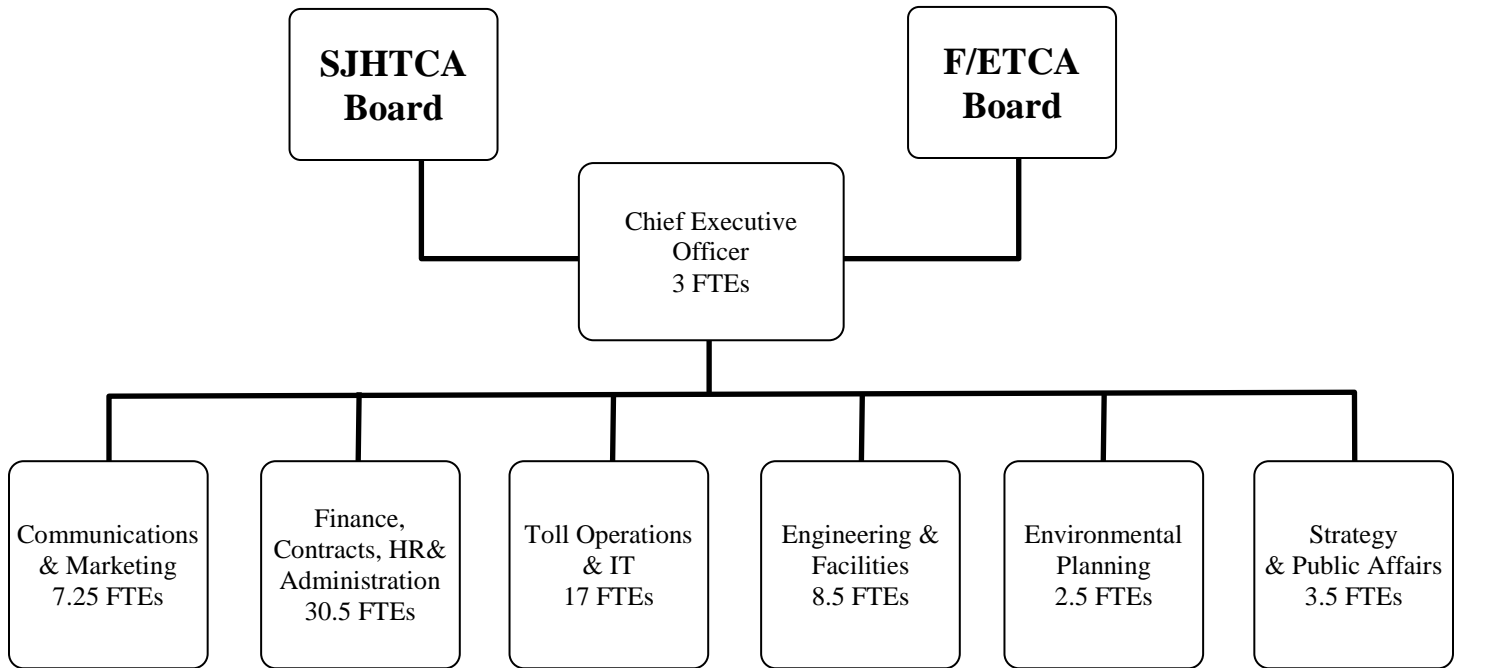 SJHTCA
Board
F/ETCA
Board
Chief Executive
Officer
3 FTEs
Communications
& Marketing
7.25 FTEs
Finance,
Contracts, HR&
Administration
30.5 FTEs
Toll Operations
& IT
17 FTEs
Engineering &
Facilities
8.5 FTEs
Environmental
Planning
2.5 FTEs
Strategy
& Public Affairs
3.5 FTEs